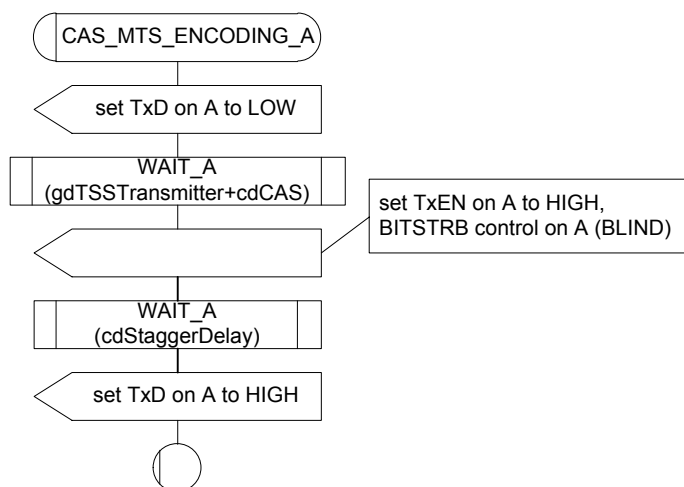 CAS_MTS_ENCODING_A
set TxD on A to LOW
WAIT_A
(gdTSSTransmitter+cdCAS)
set TxEN on A to HIGH,
BITSTRB control on A (BLIND)
WAIT_A
(cdStaggerDelay)
set TxD on A to HIGH